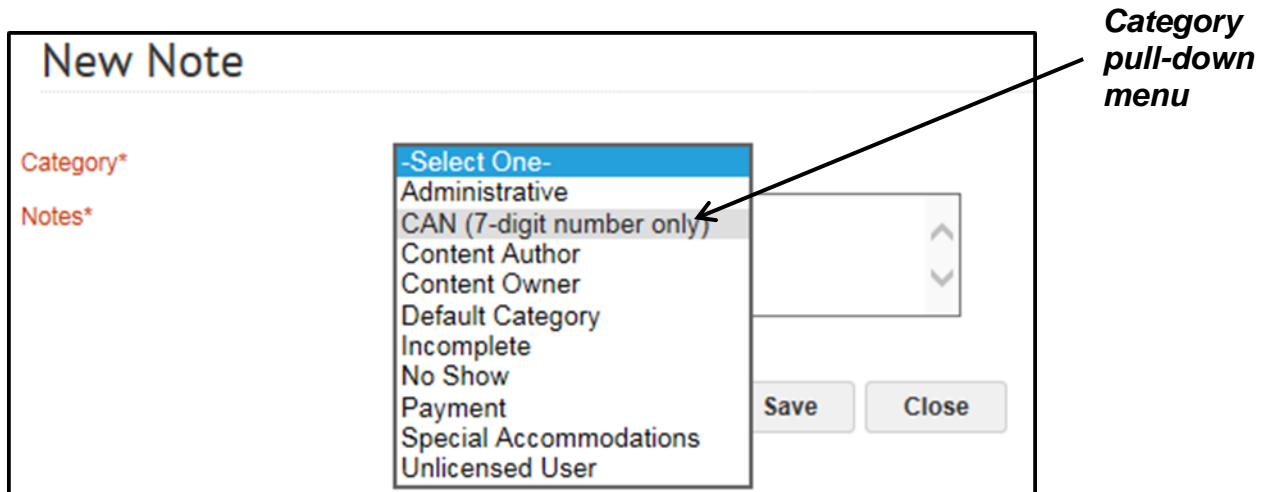 Category
pull-down
menu
New Note
Category*
-Select One-
Administrative
Notes*
CAN (7-digit number only)
Content Author
Content Owner
Default Category
Incomplete
No Show
Payment
Save
Close
Special Accommodations
Unlicensed User